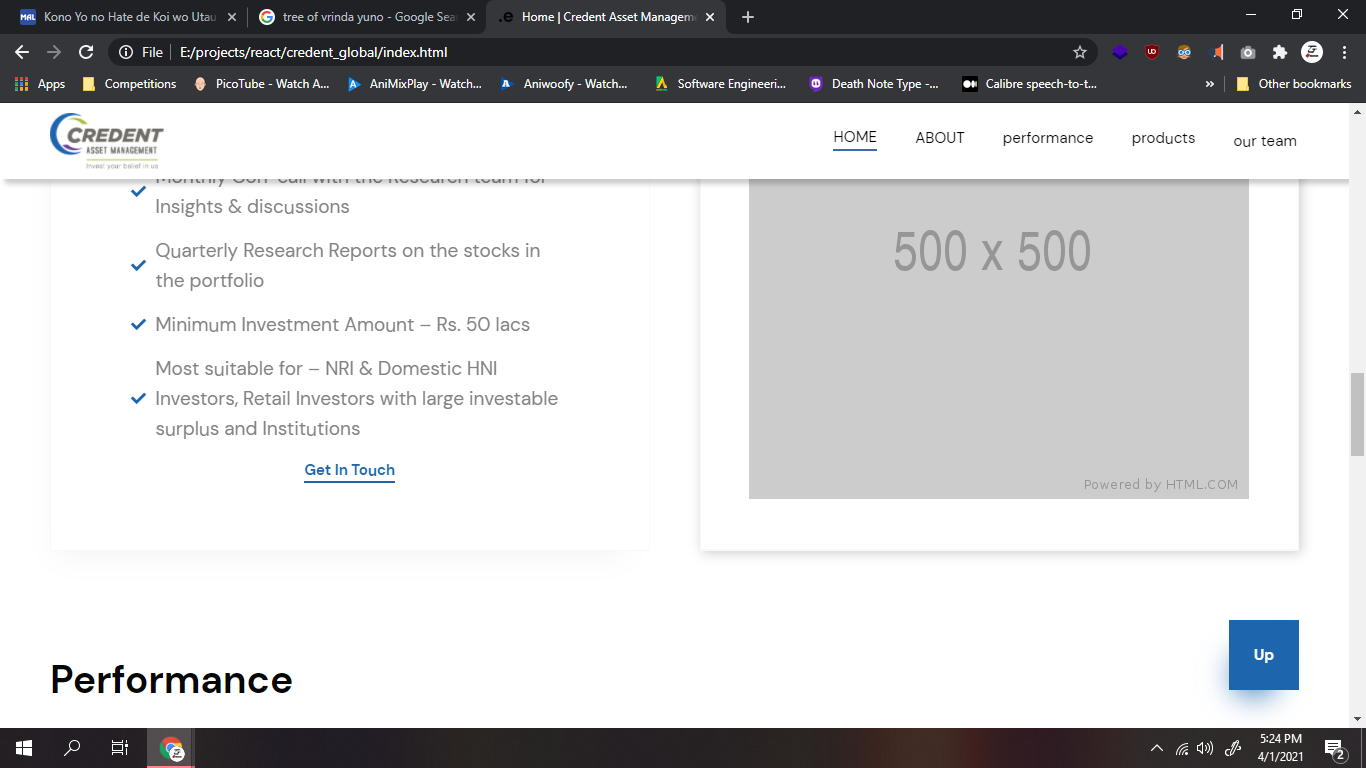 Kono Yo no Hate de Koi wo Utau
tree of vrinda yuno - Google Sea
Home | Credent Asset Managem
File
E:/projects/react/credent_global/index.html
Apps
Competitions
PicoTube - Watch A...
AniMixPlay - Watch...
Aniwoofy - Watch...
Software Engineeri...
Death Note Type -...
Calibre speech-to-t...
»
Other bookmarks
CREDENT
ASSET MANAGEMENT
Invest your belief in us
HOME
ABOUT
performance
products
our team
Monthly Con-call with the Research team for
Insights & discussions
Quarterly Research Reports on the stocks in
the portfolio
Minimum Investment Amount – Rs. 50 lacs
Most suitable for – NRI & Domestic HNI
Investors, Retail Investors with large investable
surplus and Institutions
Get In Touch
500 x 500
Powered by HTML.COM
Performance
Up
5:24 PM
4/1/2021
2